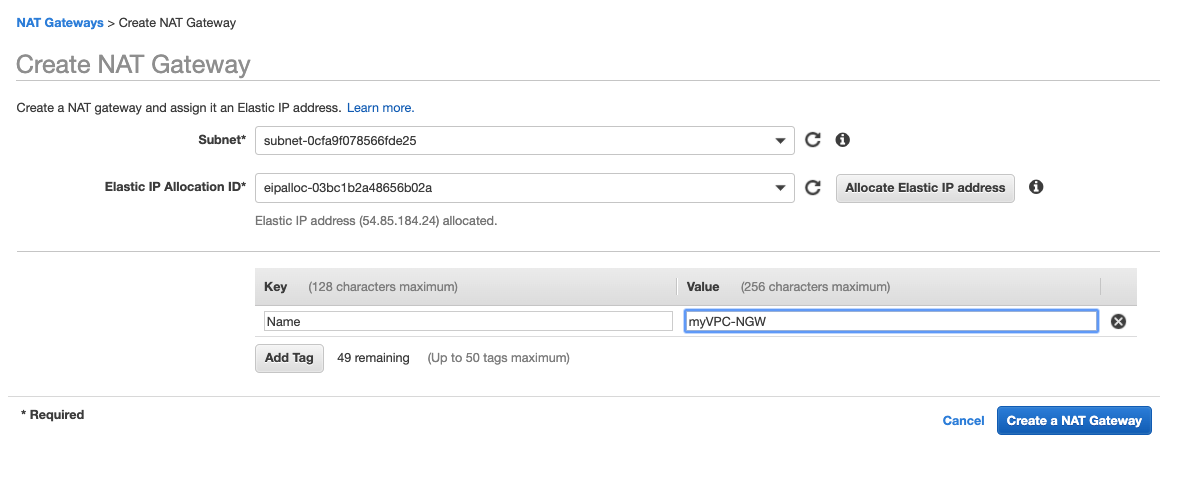 NAT Gateways > Create NAT Gateway
Create NAT Gateway
Create a NAT gateway and assign it an Elastic IP address. Learn more.
Subnet* subnet-0cfa9f078566fde25
Elastic IP Allocation ID* eipalloc-03bc1b2a48656b02a Allocate Elastic IP address
Elastic IP address (54.85.184.24) allocated.
Key (128 characters maximum) Value (256 characters maximum)
Name myVPC-NGW
Add Tag 49 remaining (Up to 50 tags maximum)
* Required Cancel Create a NAT Gateway